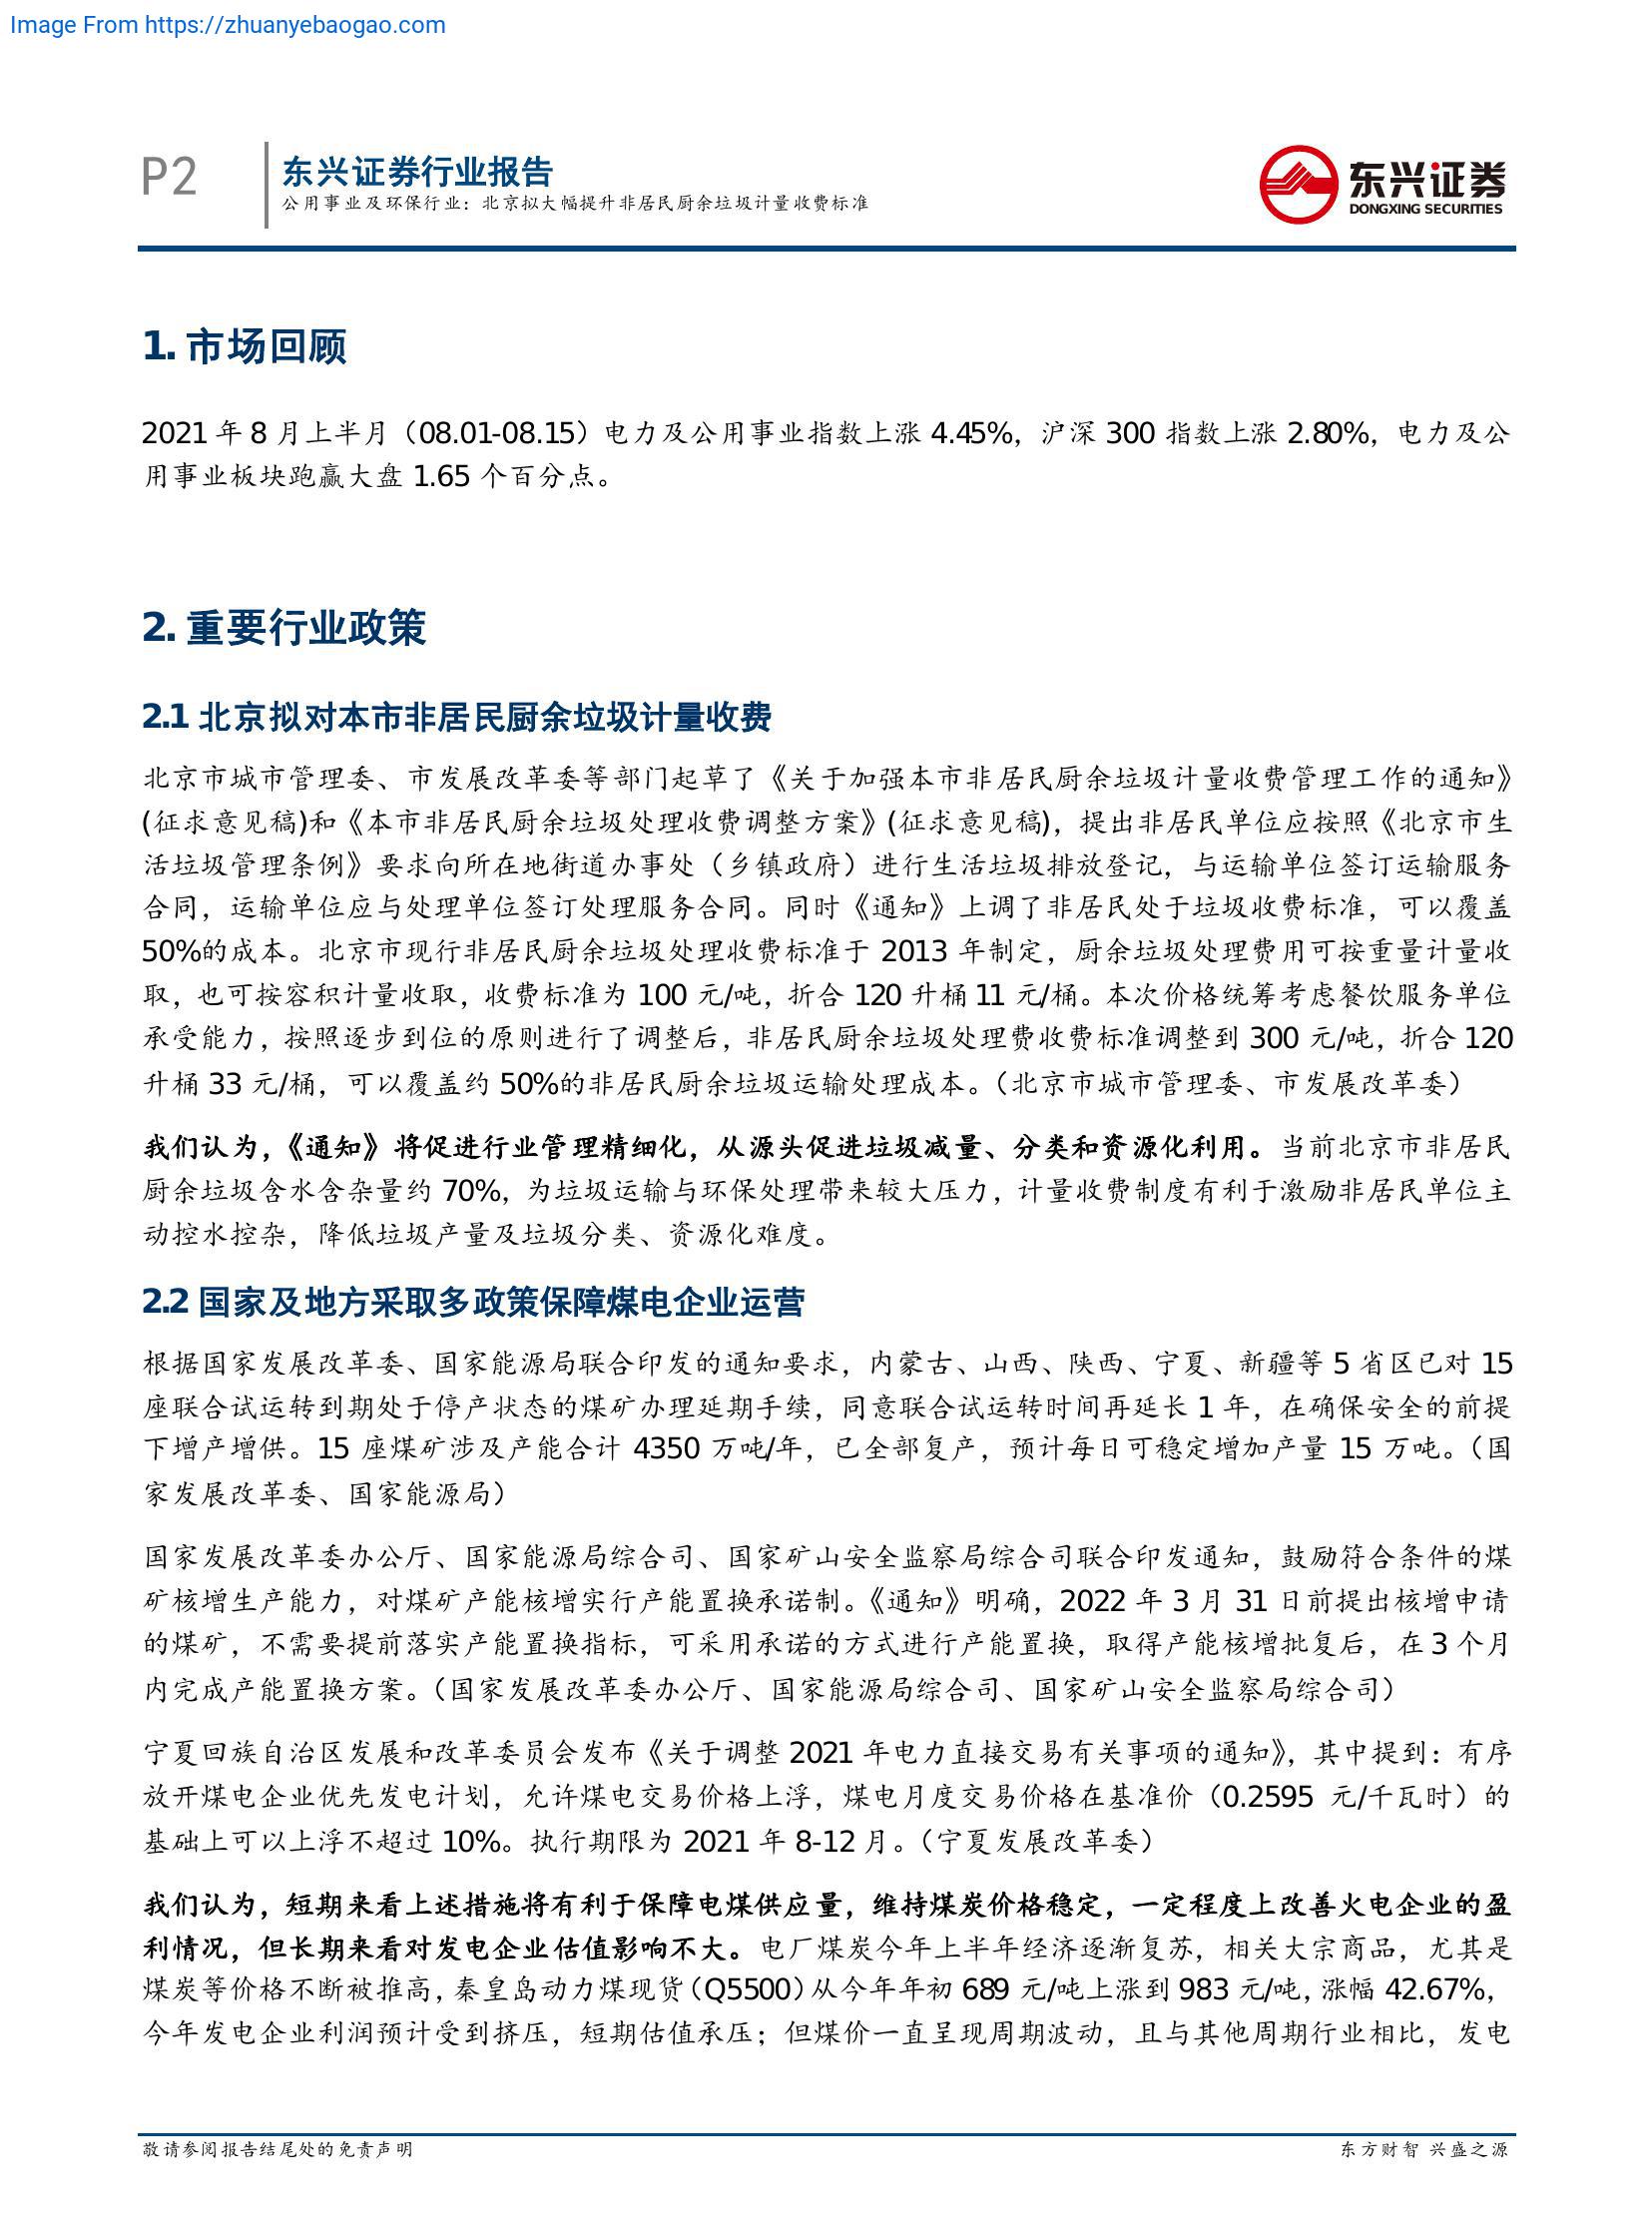 Image From https://zhuanyebaogao.com
P2
东兴证券行业报告
公用事业及环保行业：北京拟大幅提升非居民厨余垃圾计量收费标准
东兴证券
DONGXING SECURITIES
1. 市场回顾
2021 年 8 月上半月（08.01-08.15）电力及公用事业指数上涨 4.45%，沪深 300 指数上涨 2.80%，电力及公
用事业板块跑赢大盘 1.65 个百分点。
2. 重要行业政策
2.1 北京拟对本市非居民厨余垃圾计量收费
北京市城市管理委、市发展改革委等部门起草了《关于加强本市非居民厨余垃圾计量收费管理工作的通知》
(征求意见稿)和《本市非居民厨余垃圾处理收费调整方案》(征求意见稿)，提出非居民单位应按照《北京市生
活垃圾管理条例》要求向所在地街道办事处（乡镇政府）进行生活垃圾排放登记，与运输单位签订运输服务
合同，运输单位应与处理单位签订处理服务合同。同时《通知》上调了非居民处于垃圾收费标准，可以覆盖
50%的成本。北京市现行非居民厨余垃圾处理收费标准于 2013 年制定，厨余垃圾处理费用可按重量计量收
取，也可按容积计量收取，收费标准为 100 元/吨，折合 120 升桶 11 元/桶。本次价格统筹考虑餐饮服务单位
承受能力，按照逐步到位的原则进行了调整后，非居民厨余垃圾处理费收费标准调整到 300 元/吨，折合 120
升桶 33 元/桶，可以覆盖约 50%的非居民厨余垃圾运输处理成本。（北京市城市管理委、市发展改革委）
我们认为，《通知》将促进行业管理精细化，从源头促进垃圾减量、分类和资源化利用。当前北京市非居民
厨余垃圾含水含杂量约 70%，为垃圾运输与环保处理带来较大压力，计量收费制度有利于激励非居民单位主
动控水控杂，降低垃圾产量及垃圾分类、资源化难度。
2.2 国家及地方采取多政策保障煤电企业运营
根据国家发展改革委、国家能源局联合印发的通知要求，内蒙古、山西、陕西、宁夏、新疆等 5 省区已对 15
座联合试运转到期处于停产状态的煤矿办理延期手续，同意联合试运转时间再延长 1 年，在确保安全的前提
下增产增供。15 座煤矿涉及产能合计 4350 万吨/年，已全部复产，预计每日可稳定增加产量 15 万吨。（国
家发展改革委、国家能源局）
国家发展改革委办公厅、国家能源局综合司、国家矿山安全监察局综合司联合印发通知，鼓励符合条件的煤
矿核增生产能力，对煤矿产能核增实行产能置换承诺制。《通知》明确，2022 年 3 月 31 日前提出核增申请
的煤矿，不需要提前落实产能置换指标，可采用承诺的方式进行产能置换，取得产能核增批复后，在 3 个月
内完成产能置换方案。（国家发展改革委办公厅、国家能源局综合司、国家矿山安全监察局综合司）
宁夏回族自治区发展和改革委员会发布《关于调整 2021 年电力直接交易有关事项的通知》，其中提到：有序
放开煤电企业优先发电计划，允许煤电交易价格上浮，煤电月度交易价格在基准价（0.2595 元/千瓦时）的
基础上可以上浮不超过 10%。执行期限为 2021 年 8-12 月。（宁夏发展改革委）
我们认为，短期来看上述措施将有利于保障电煤供应量，维持煤炭价格稳定，一定程度上改善火电企业的盈
利情况，但长期来看对发电企业估值影响不大。电厂煤炭今年上半年经济逐渐复苏，相关大宗商品，尤其是
煤炭等价格不断被推高，秦皇岛动力煤现货（Q5500）从今年年初 689 元/吨上涨到 983 元/吨，涨幅 42.67%，
今年发电企业利润预计受到挤压，短期估值承压；但煤价一直呈现周期波动，且与其他周期行业相比，发电
敬请参阅报告结尾处的免责声明
东方财智 兴盛之源